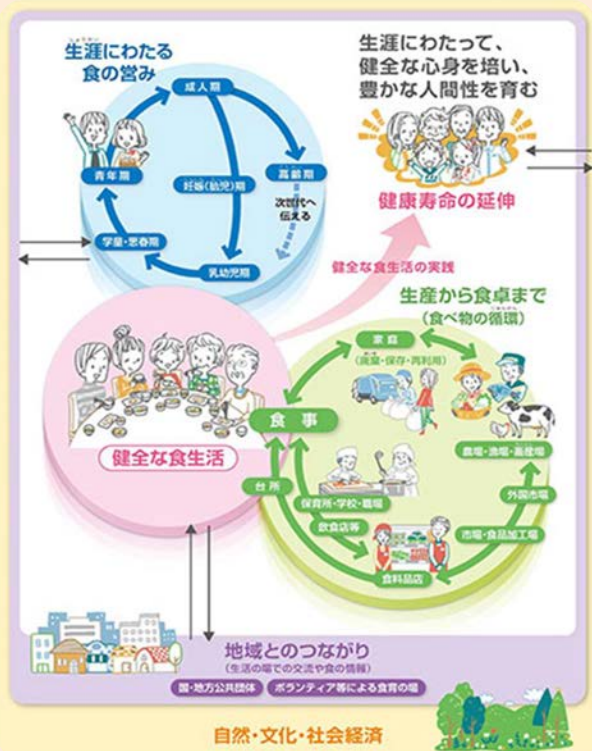 生涯にわたる
食の営み
成人期
青年期
妊娠(胎児)期
高齢期
次世代へ
伝える
学童・思春期
乳幼児期
生涯にわたって、
健全な心身を培い、
豊かな人間性を育む
健康寿命の延伸
健全な食生活の実践
生産から食卓まで
(食べ物の循環)
家庭
(廃棄・保存・再利用)
食事
健全な食生活
台所
保育所・学校・職場
飲食店等
食料品店
農場・漁場・畜産場
外国市場
市場・食品加工場
地域とのつながり
(生活の場での交流や食の情報)
国・地方公共団体
ボランティア等による食育の場
自然・文化・社会経済